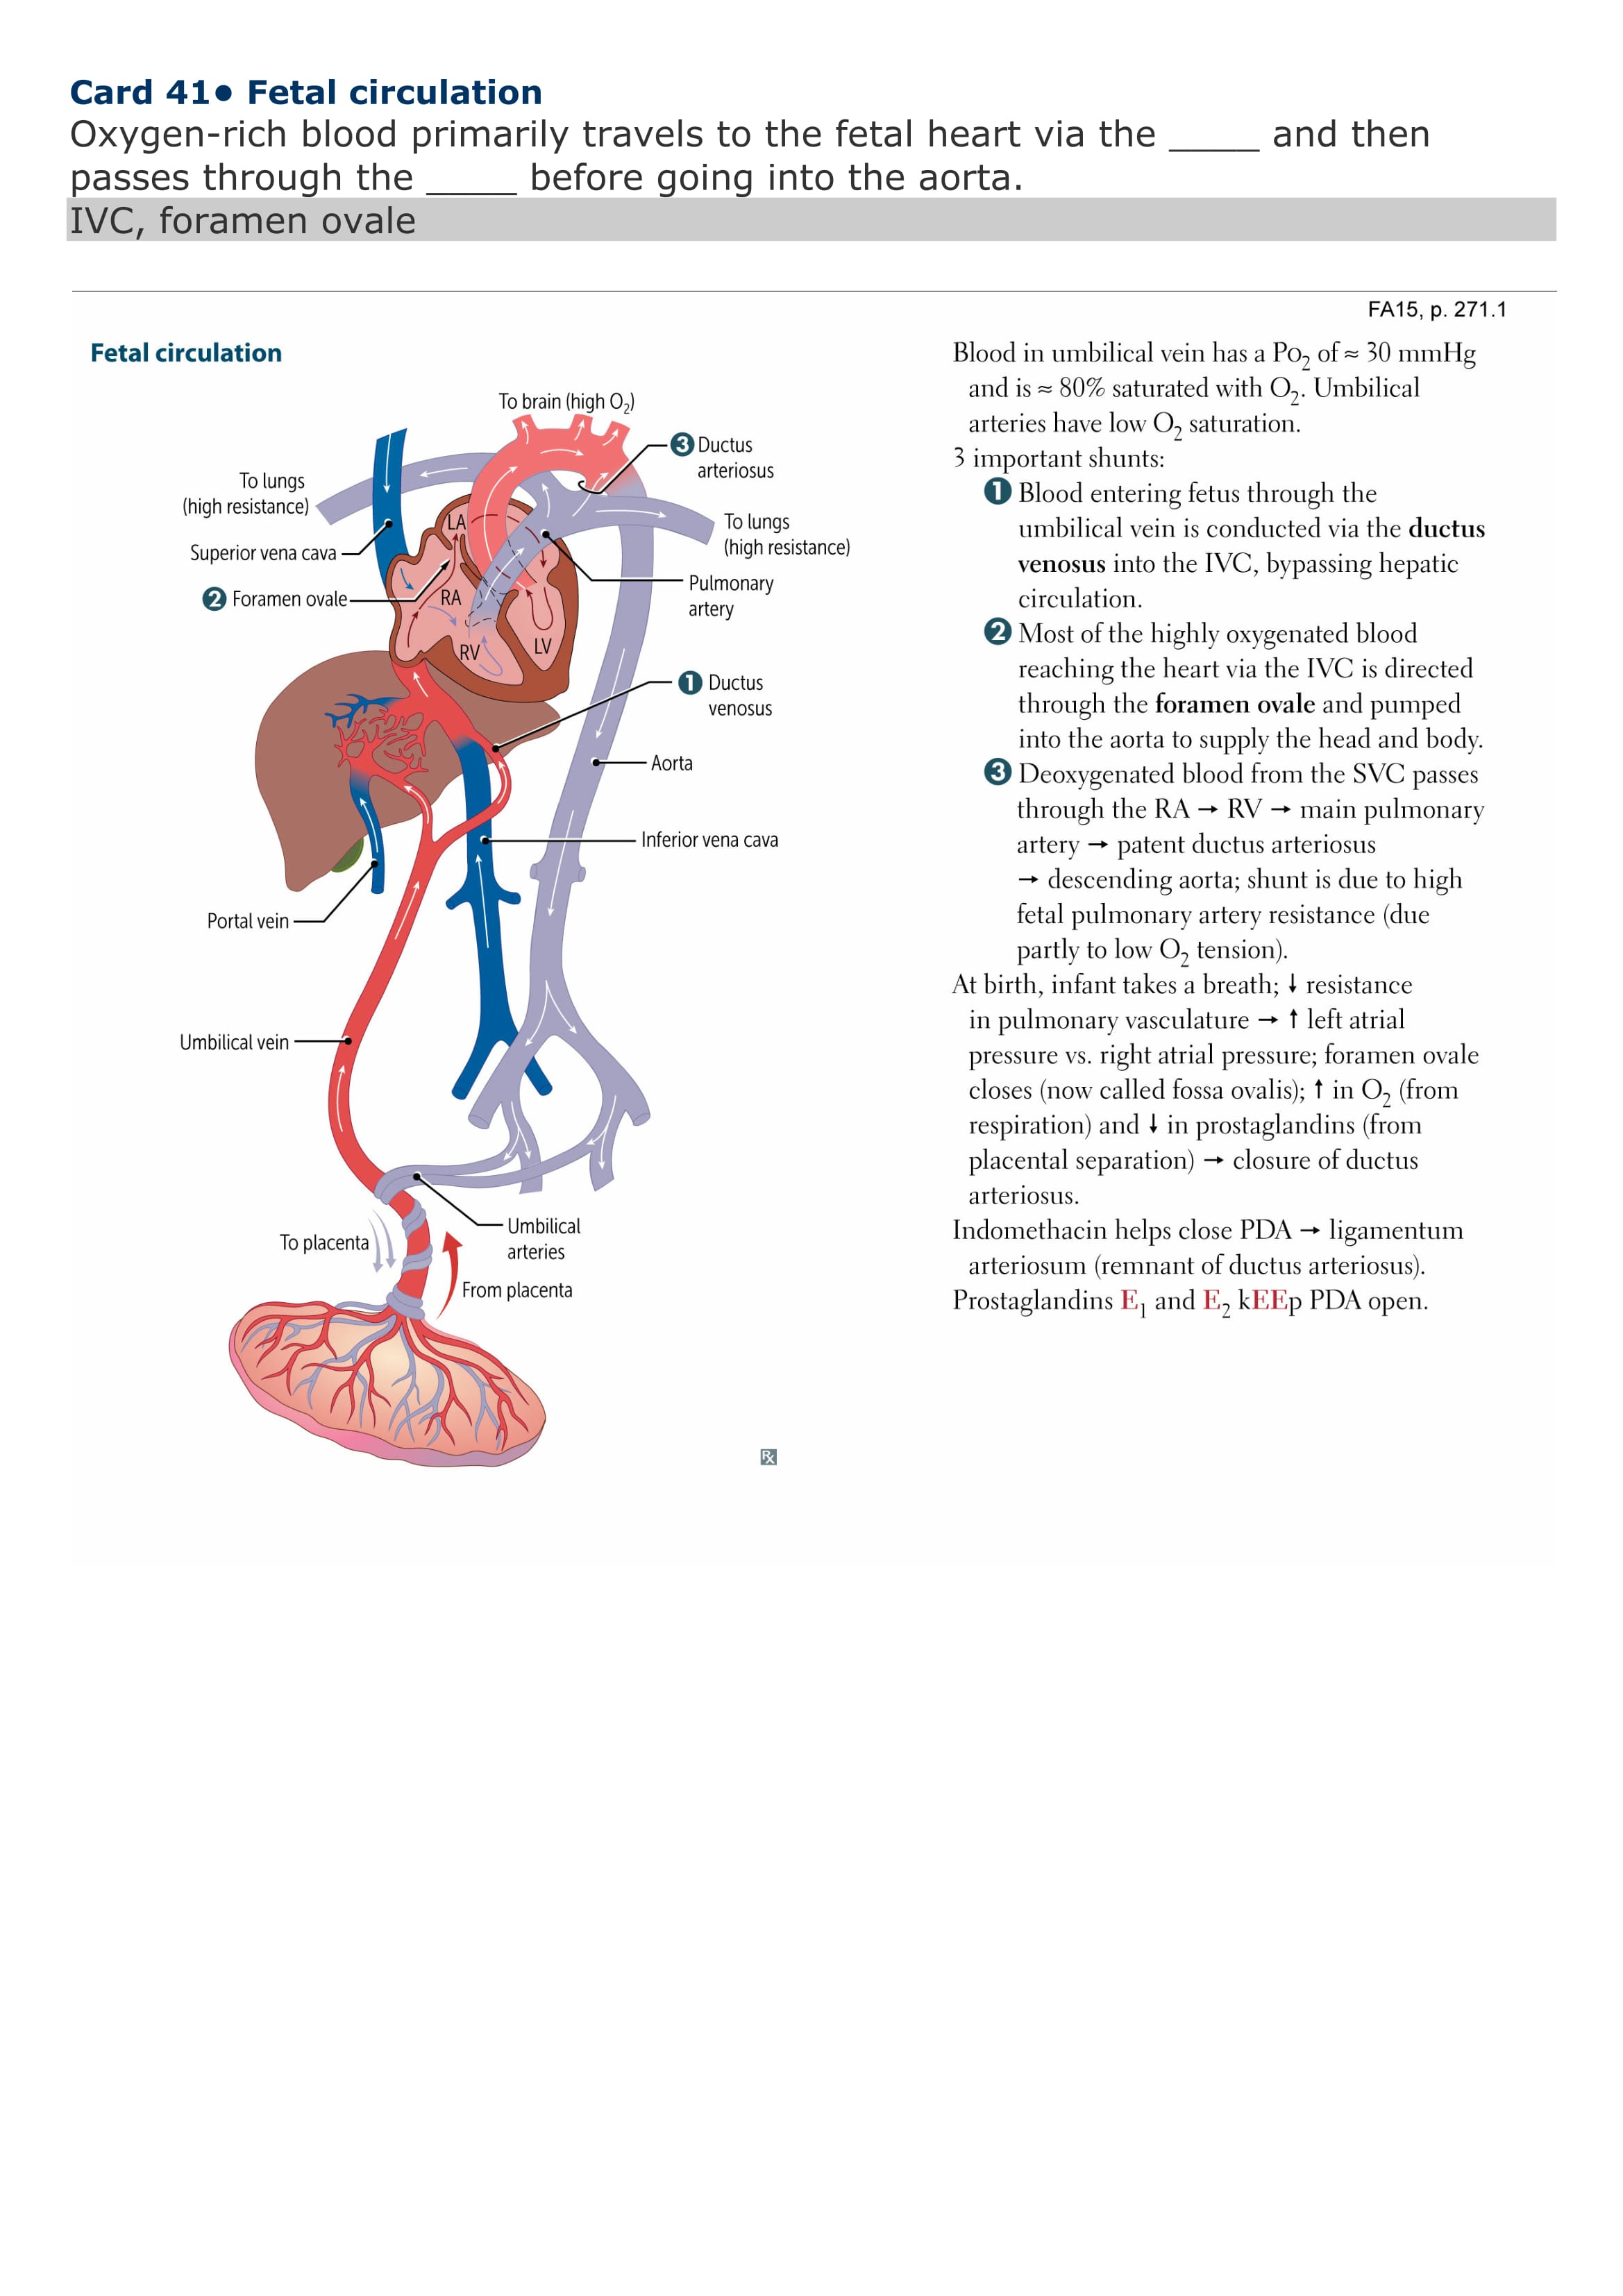 Card 41● Fetal circulation
Oxygen-rich blood primarily travels to the fetal heart via the _____ and then
passes through the _____ before going into the aorta.
IVC, foramen ovale
FA15, p. 271.1
Fetal circulation
To brain (high O₂)
❸ Ductus
arteriosus
To lungs
(high resistance)
LA
To lungs
(high resistance)
Superior vena cava
Pulmonary
artery
❷ Foramen ovale
RA
LV
RV
❶ Ductus
venosus
Aorta
Inferior vena cava
Portal vein
Umbilical vein
Umbilical
arteries
To placenta
From placenta
Rx
Blood in umbilical vein has a Po₂ of ≈ 30 mmHg
and is ≈ 80% saturated with O₂. Umbilical
arteries have low O₂ saturation.
3 important shunts:
❶ Blood entering fetus through the
umbilical vein is conducted via the ductus
venosus into the IVC, bypassing hepatic
circulation.
❷ Most of the highly oxygenated blood
reaching the heart via the IVC is directed
through the foramen ovale and pumped
into the aorta to supply the head and body.
❸ Deoxygenated blood from the SVC passes
through the RA → RV → main pulmonary
artery → patent ductus arteriosus
→ descending aorta; shunt is due to high
fetal pulmonary artery resistance (due
partly to low O₂ tension).
At birth, infant takes a breath; ↓ resistance
in pulmonary vasculature → ↑ left atrial
pressure vs. right atrial pressure; foramen ovale
closes (now called fossa ovalis); ↑ in O₂ (from
respiration) and ↓ in prostaglandins (from
placental separation) → closure of ductus
arteriosus.
Indomethacin helps close PDA → ligamentum
arteriosum (remnant of ductus arteriosus).
Prostaglandins E₁ and E₂ kEEp PDA open.